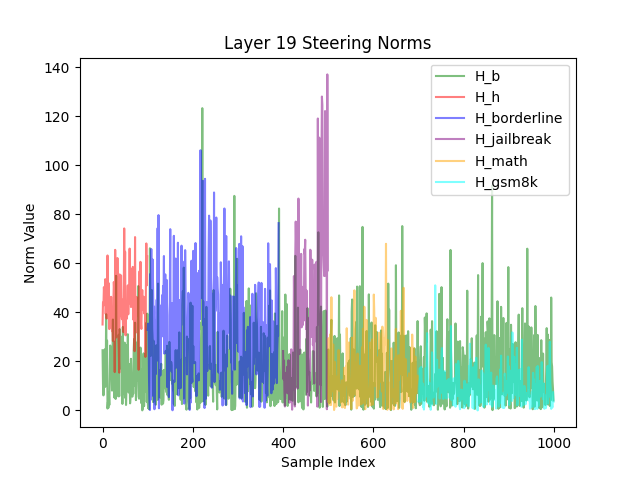 Layer 19 Steering Norms
Norm Value
140
120
100
80
60
40
20
0
H_b
H_h
H_borderline
H_jailbreak
H_math
H_gsm8k
0
200
400
600
800
1000
Sample Index